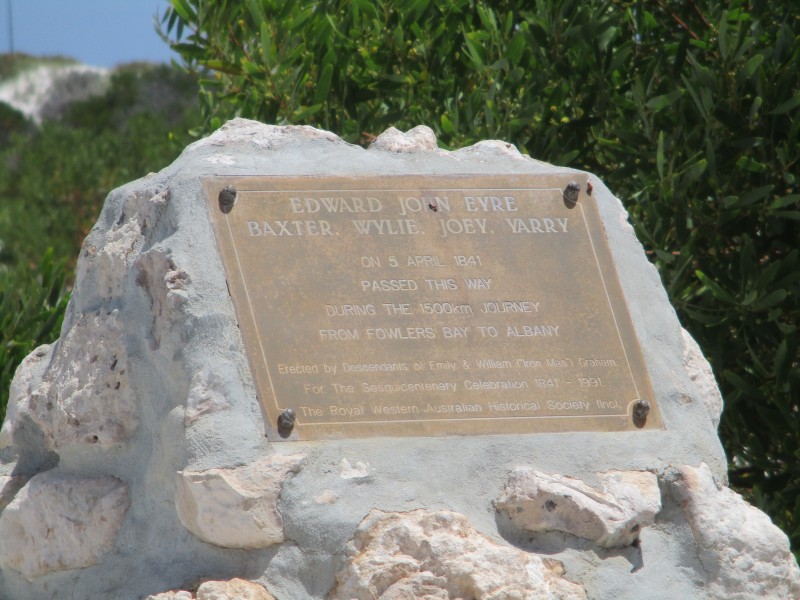 EDWARD JOHN EYRE
BAXTER, WYLIE, JOEY, YARRY
ON 5 APRIL 1841
PASSED THIS WAY
DURING THE 1500km JOURNEY
FROM FOWLERS BAY TO ALBANY
Erected by Descendants of Emily & William ("Iron Man") Graham,
For The Sesquicentenary Celebration 1841 - 1991.
The Royal Western Australian Historical Society (Inc).